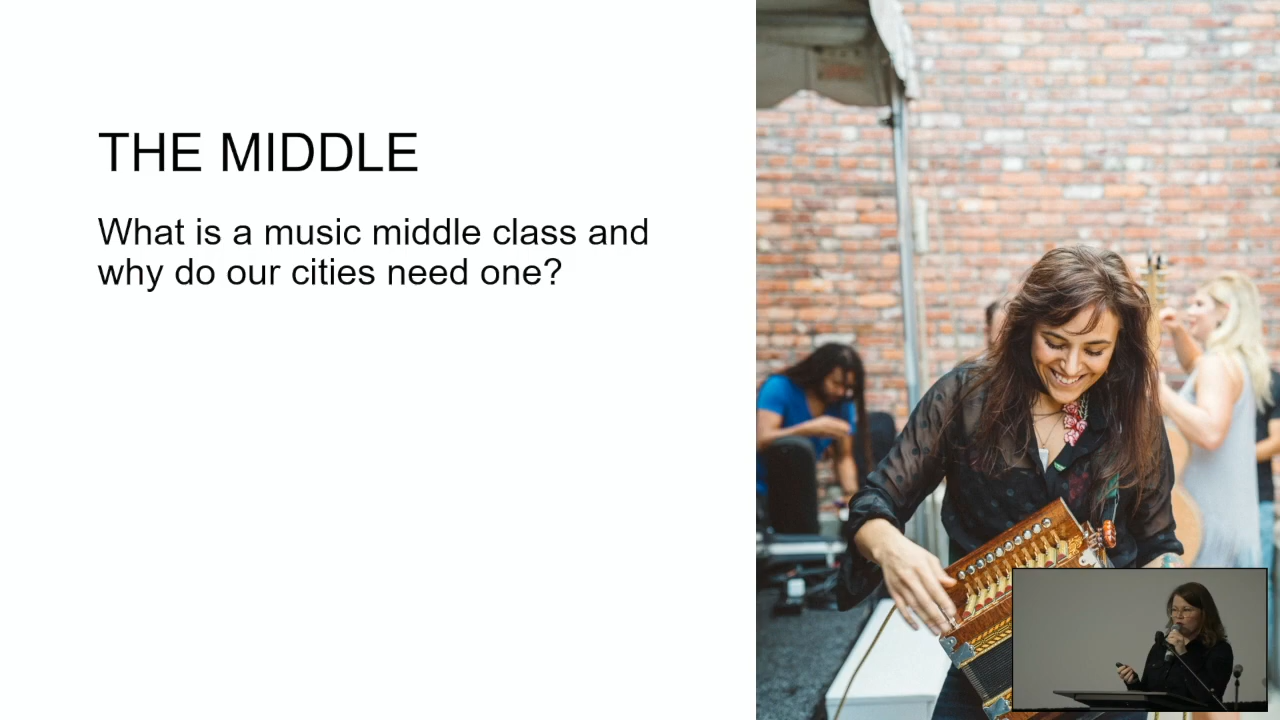 THE MIDDLE
What is a music middle class and
why do our cities need one?